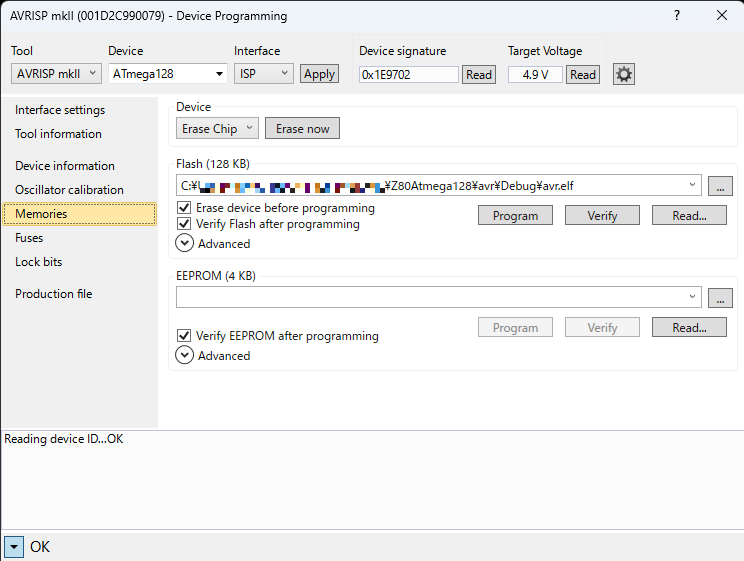 AVRISP mkII (001D2C990079) - Device Programming
Tool Device Interface Device signature Target Voltage
AVRISP mkII ATmega128 ISP Apply 0x1E9702 Read 4.9 V Read
Interface settings
Tool information
Device information
Oscillator calibration
Memories
Fuses
Lock bits
Production file
Device
Erase Chip Erase now
Flash (128 KB)
C:¥ ¥Z80Atmega128¥avr¥Debug¥avr.elf ...
Erase device before programming
Verify Flash after programming
Program Verify Read...
Advanced
EEPROM (4 KB)
...
Program Verify Read...
Verify EEPROM after programming
Advanced
Reading device ID...OK
OK